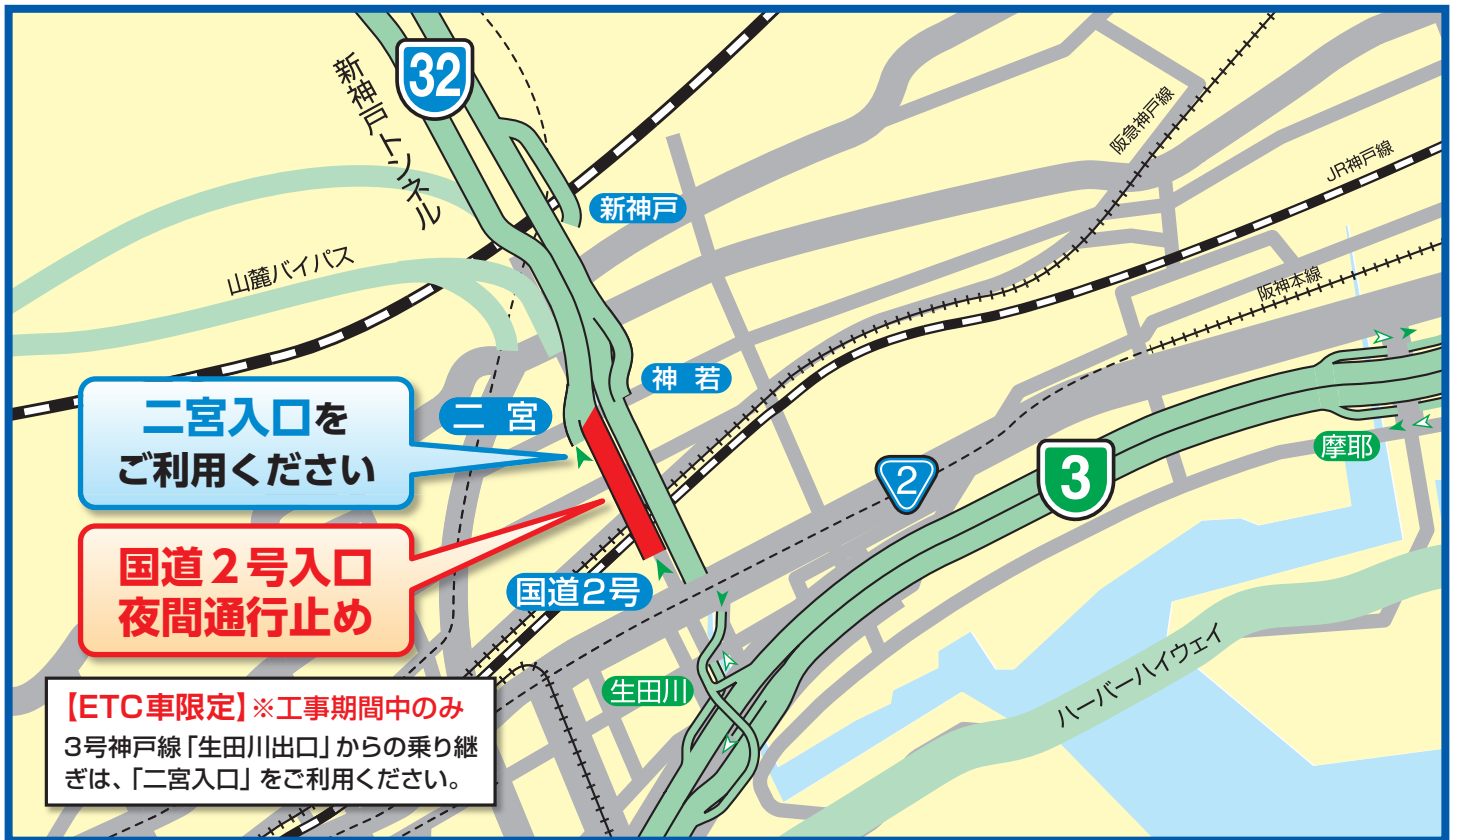 32
新神戸トンネル
阪急神戸線
JR神戸線
新神戸
山麓バイパス
阪神本線
神若
二宮入口を
ご利用ください
二宮
摩耶
2
3
国道2号入口
夜間通行止め
国道2号
生田川
ハーバーハイウェイ
【ETC車限定】※工事期間中のみ
3号神戸線「生田川出口」からの乗り継
ぎは、「二宮入口」をご利用ください。